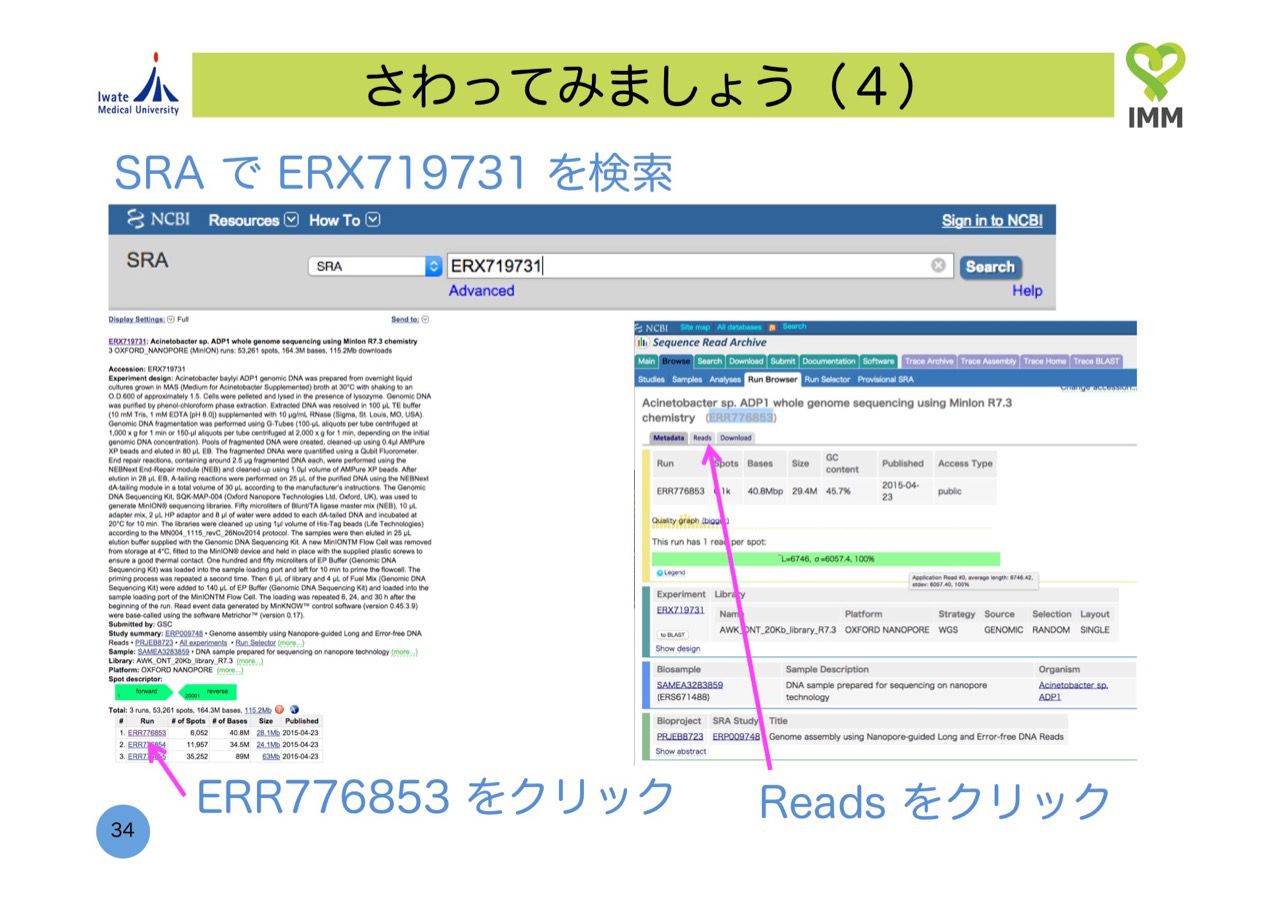 Iwate
Medical University
さわってみましょう（４）
IMM
SRA で ERX719731 を検索
NCBI Resources How To Sign in to NCBI
SRA SRA ERX719731 Search
Advanced Help
Display Settings: Full Send to:
ERX719731: Acinetobacter sp. ADP1 whole genome sequencing using Minlon R7.3 chemistry
3 OXFORD_NANOPORE (MinION) runs: 53,261 spots, 164.3M bases, 115.2Mb downloads
Accession: ERX719731
Experiment design: Acinetobacter baylyi ADP1 genomic DNA was prepared from overnight liquid
cultures grown in MAS (Medium for Acinetobacter Supplemented) broth at 30°C with shaking to an
O.D.600 of approximately 1.5. Cells were pelleted and lysed in the presence of lysozyme. Genomic DNA
was purified by phenol-chloroform phase extraction. Extracted DNA was resolved in 100 µL TE buffer
(10 mM Tris, 1 mM EDTA [pH 8.0]) supplemented with 10 µg/mL RNase (Sigma, St. Louis, MO, USA).
Genomic DNA fragmentation was performed using G-Tubes (100-µL aliquots per tube centrifuged at
1,000 x g for 1 min or 150-µl aliquots per tube centrifuged at 2,000 x g for 1 min, depending on the initial
genomic DNA concentration). Pools of fragmented DNA were created, cleaned-up using 0.4µl AMPure
XP beads and eluted in 80 µL EB. The fragmented DNAs were quantified using a Qubit Fluorometer.
End repair reactions, containing around 2.5 µg fragmented DNA each, were performed using the
NEBNext End-Repair module (NEB) and cleaned-up using 1.0µl volume of AMPure XP beads. After
elution in 28 µL EB, A-tailing reactions were performed on 25 µL of the purified DNA using the NEBNext
dA-tailing module in a total volume of 30 µL according to the manufacturer's instructions. The Genomic
DNA Sequencing Kit, SQK-MAP-004 (Oxford Nanopore Technologies Ltd, Oxford, UK), was used to
generate MinION® sequencing libraries. Fifty microliters of Blunt/TA ligase master mix (NEB), 10 µL
adapter mix, 2 µL HP adaptor and 8 µl of water were added to each dA-tailed DNA and incubated at
20°C for 10 min. The libraries were cleaned up using 1µl volume of His-Tag beads (Life Technologies)
according to the MN004_1115_revC_26Nov2014 protocol. The samples were then eluted in 25 µL
elution buffer supplied with the Genomic DNA Sequencing Kit. A new MinIONTM Flow Cell was removed
from storage at 4°C, fitted to the MinION® device and held in place with the supplied plastic screws to
ensure a good thermal contact. One hundred and fifty microliters of EP Buffer (Genomic DNA
Sequencing Kit) was loaded into the sample loading port and left for 10 min to prime the flowcell. The
priming process was repeated a second time. Then 6 µL of library and 4 µL of Fuel Mix (Genomic DNA
Sequencing Kit) were added to 140 µL of EP Buffer (Genomic DNA Sequencing Kit) and loaded into the
sample loading port of the MinIONTM Flow Cell. The loading was repeated 6, 24, and 30 h after the
beginning of the run. Read event data generated by MinKNOW™ control software (version 0.45.3.9)
were base-called using the software Metrichor™ (version 0.17).
Submitted by: GSC
Study summary: ERP009748 • Genome assembly using Nanopore-guided Long and Error-free DNA
Reads • PRJEB8723 • All experiments • Run Selector (more...)
Sample: SAMEA3283859 • DNA sample prepared for sequencing on nanopore technology (more...)
Library: AWK_ONT_20Kb_library_R7.3 (more...)
Platform: OXFORD NANOPORE (more...)
Spot descriptor:
1 forward 20001 reverse
Total: 3 runs, 53,261 spots, 164.3M bases, 115.2Mb
# Run # of Spots # of Bases Size Published
1. ERR776853 6,052 40.8M 28.1Mb 2015-04-23
2. ERR776854 11,957 34.5M 24.1Mb 2015-04-23
3. 35,252 89M 63Mb 2015-04-23
NCBI Site map All databases Search
Sequence Read Archive
Main Browse Search Download Submit Documentation Software Trace Archive Trace Assembly Trace Home Trace BLAST
Studies Samples Analyses Run Browser Run Selector Provisional SRA
Change accession...
Acinetobacter sp. ADP1 whole genome sequencing using Minlon R7.3
chemistry (ERR776853)
Metadata Reads Download
Run Spots Bases Size GC content Published Access Type
ERR776853 6.1k 40.8Mbp 29.4M 45.7% 2015-04-23 public
Quality graph (bigger)
This run has 1 read per spot:
L=6746, σ=6057.4, 100%
Legend
Application Read #0, average length: 6746.42,
stdev: 6057.40, 100%
Experiment Library
ERX719731 Name Platform Strategy Source Selection Layout
to BLAST AWK_ONT_20Kb_library_R7.3 OXFORD NANOPORE WGS GENOMIC RANDOM SINGLE
Show design
Biosample Sample Description Organism
SAMEA3283859 DNA sample prepared for sequencing on nanopore Acinetobacter sp.
(ERS671488) technology ADP1
Bioproject SRA Study Title
PRJEB8723 ERP009748 Genome assembly using Nanopore-guided Long and Error-free DNA Reads
Show abstract
ERR776853 をクリック
Reads をクリック
34